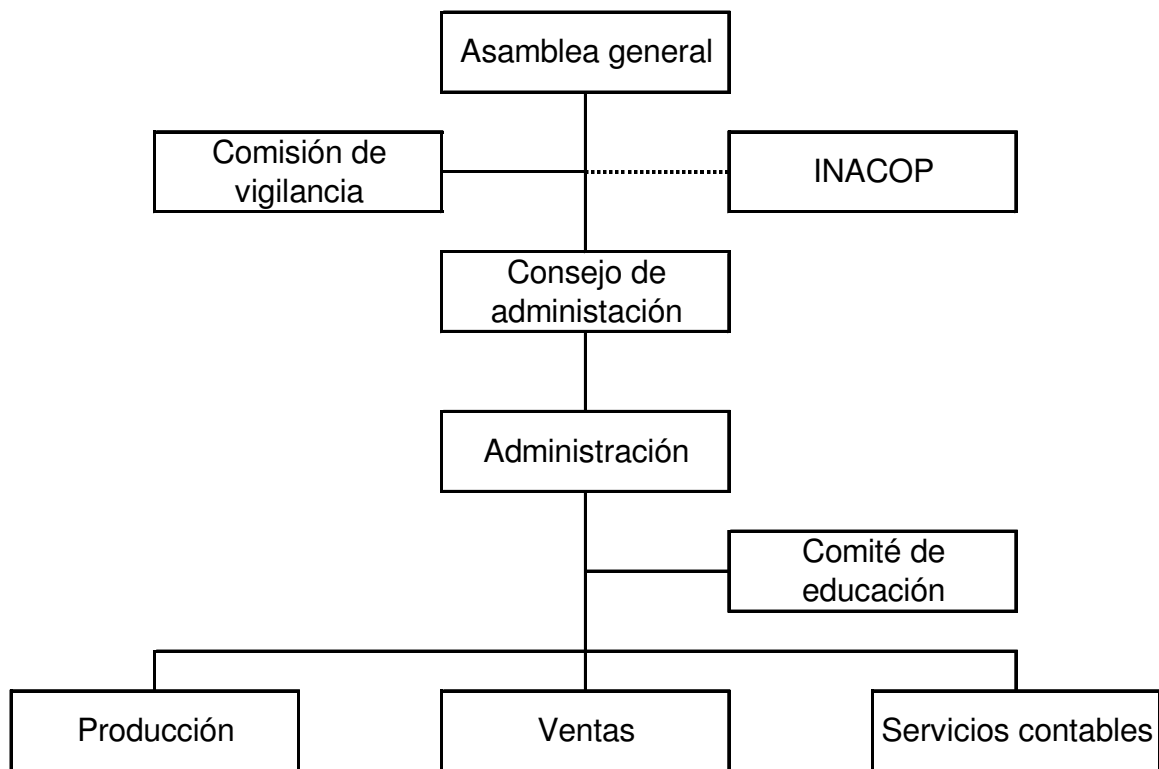 Asamblea general
Comisión de
vigilancia
INACOP
Consejo de
administación
Administración
Comité de
educación
Producción
Ventas
Servicios contables